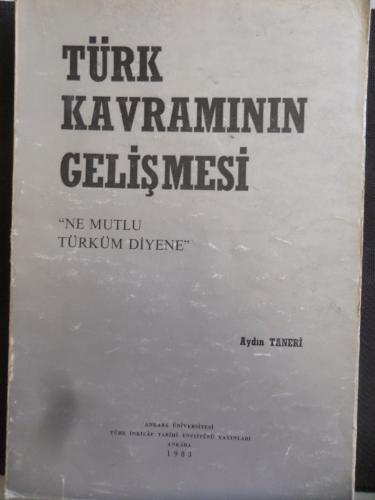 TÜRK
KAVRAMININ
GELİŞMESİ
“NE MUTLU
TÜRKÜM DİYENE”
Aydın TANERİ
ANKARA ÜNİVERSİTESİ
TÜRK İNKILÂP TARİHİ ENSTİTÜSÜ YAYINLARI
ANKARA
1983